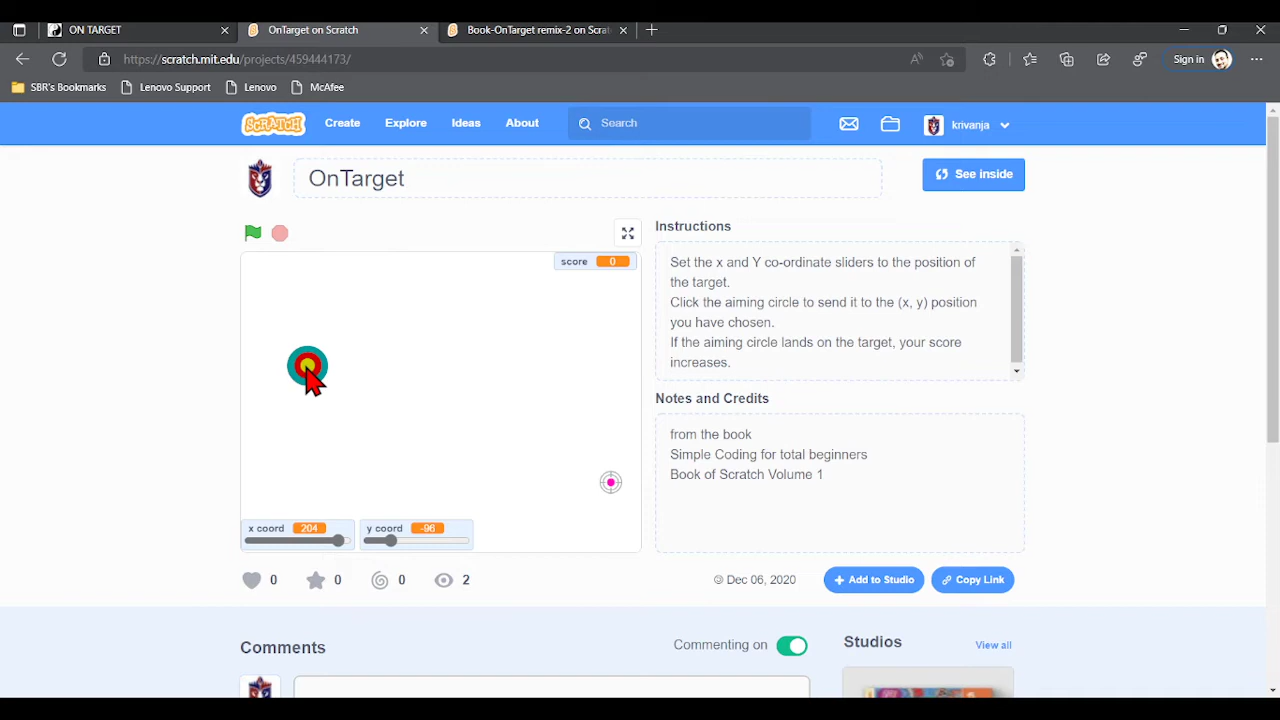 ON TARGET
OnTarget on Scratch
Book-OnTarget remix-2 on Scra
https://scratch.mit.edu/projects/459444173/
Sign in
SBR's Bookmarks
Lenovo Support
Lenovo
McAfee
SCRATCH
Create
Explore
Ideas
About
Search
krivanja
OnTarget
See inside
score 0
x coord 204
y coord -96
Instructions
Set the x and Y co-ordinate sliders to the position of
the target.
Click the aiming circle to send it to the (x, y) position
you have chosen.
If the aiming circle lands on the target, your score
increases.
Notes and Credits
from the book
Simple Coding for total beginners
Book of Scratch Volume 1
0
0
0
2
© Dec 06, 2020
Add to Studio
Copy Link
Comments
Commenting on
Studios
View all